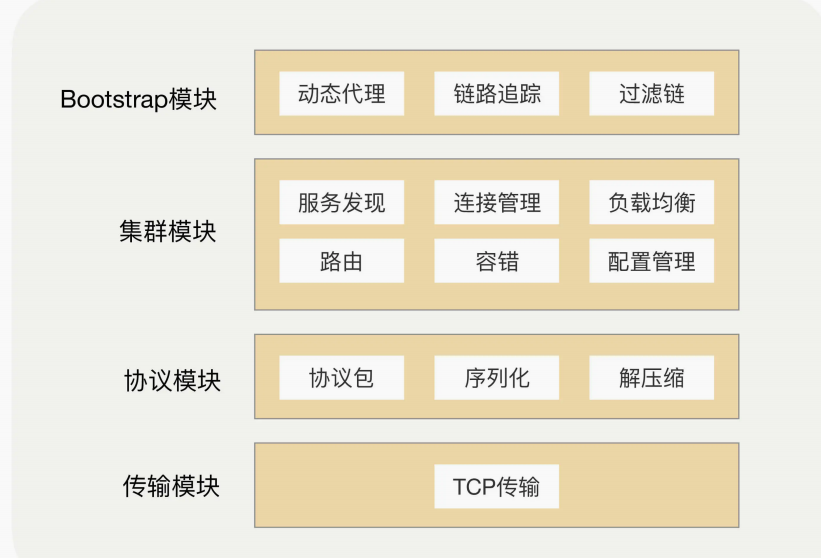 Bootstrap模块
动态代理 链路追踪 过滤链
集群模块
服务发现 连接管理 负载均衡
路由 容错 配置管理
协议模块
协议包 序列化 解压缩
传输模块
TCP传输